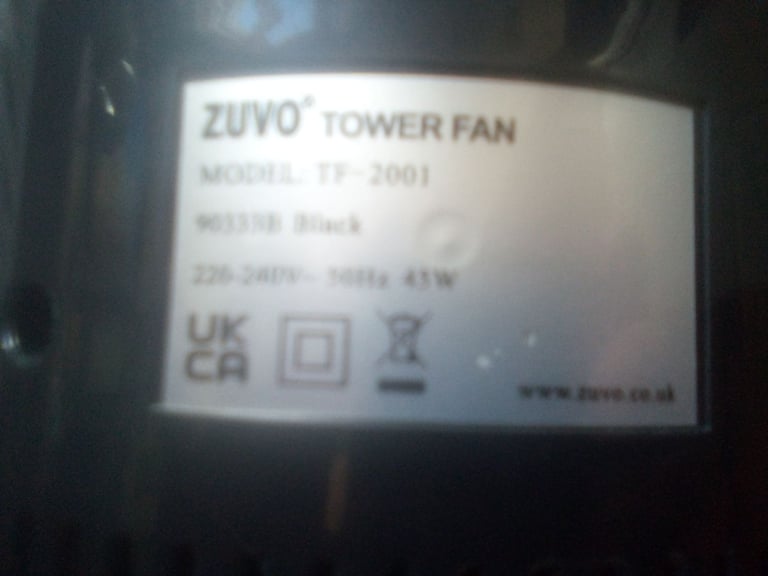 ZUVO® TOWER FAN
MODEL: TF-2001
Black
220-240V~ 50Hz 45W
UK
CA
www.zuvo.co.uk